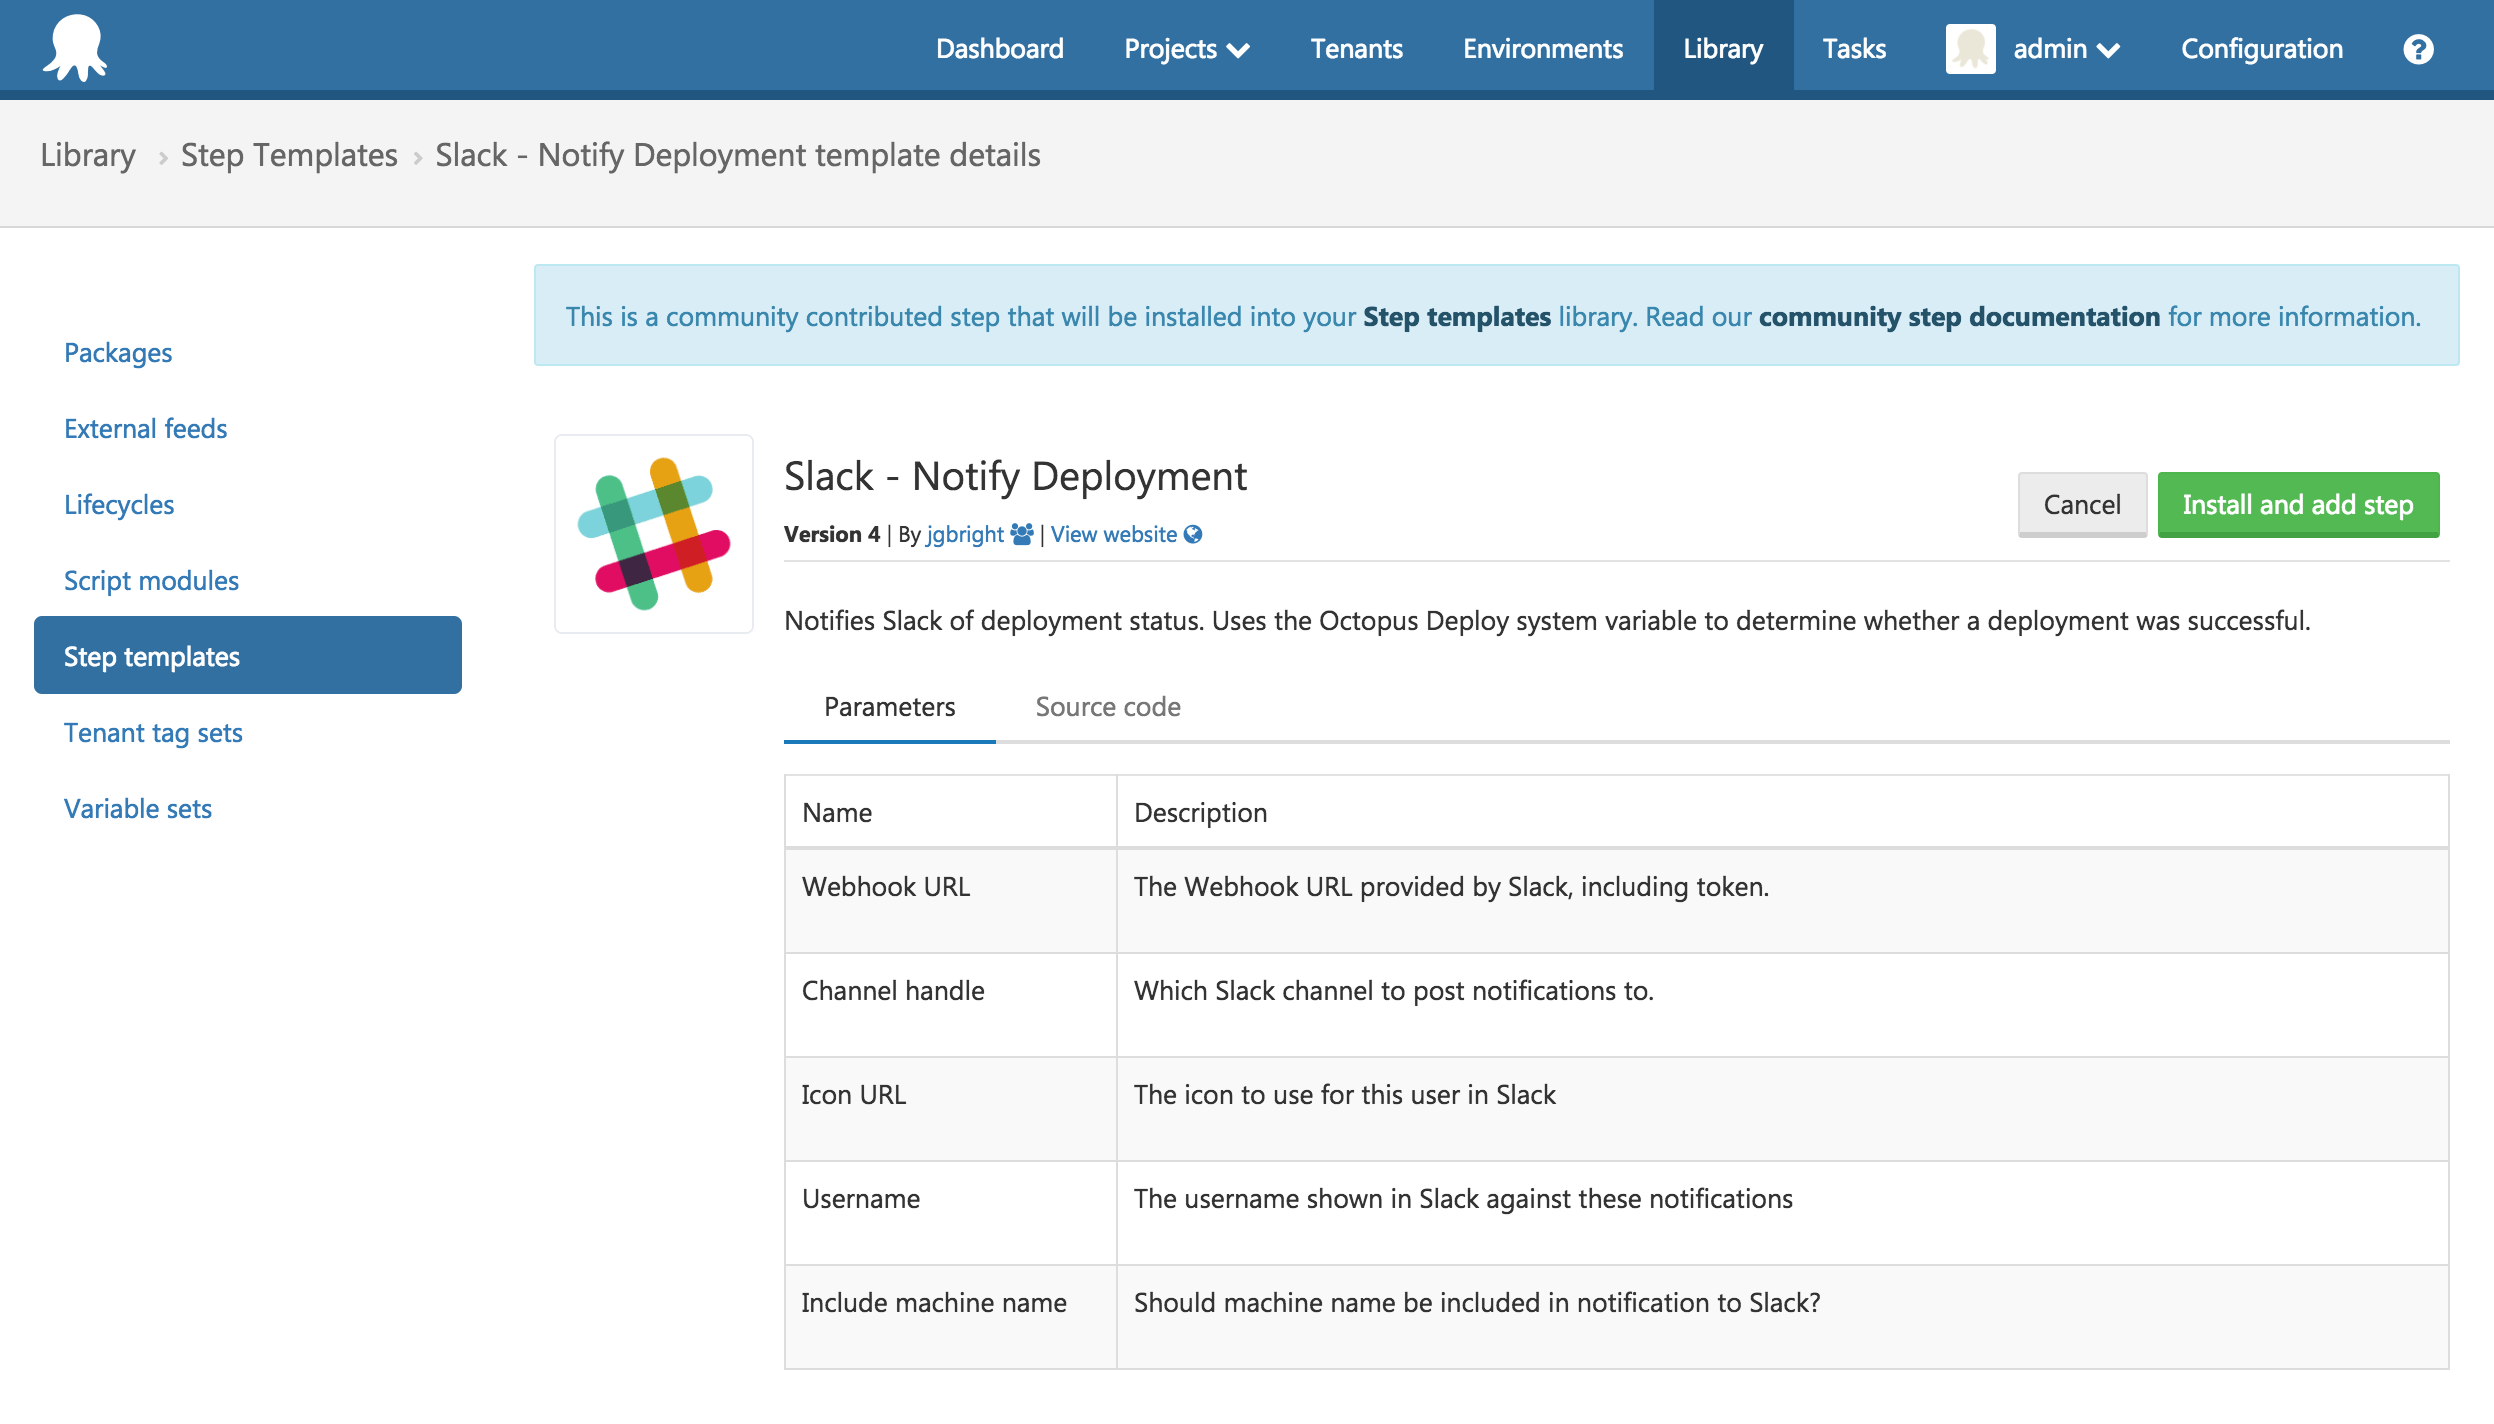 Dashboard Projects Tenants Environments Library Tasks admin Configuration ?
Library › Step Templates › Slack - Notify Deployment template details
This is a community contributed step that will be installed into your Step templates library. Read our community step documentation for more information.
Packages
External feeds
Lifecycles
Script modules
Step templates
Tenant tag sets
Variable sets
Slack - Notify Deployment
Version 4 | By jgbright | View website
Cancel Install and add step
Notifies Slack of deployment status. Uses the Octopus Deploy system variable to determine whether a deployment was successful.
Parameters Source code
Name Description
Webhook URL The Webhook URL provided by Slack, including token.
Channel handle Which Slack channel to post notifications to.
Icon URL The icon to use for this user in Slack
Username The username shown in Slack against these notifications
Include machine name Should machine name be included in notification to Slack?